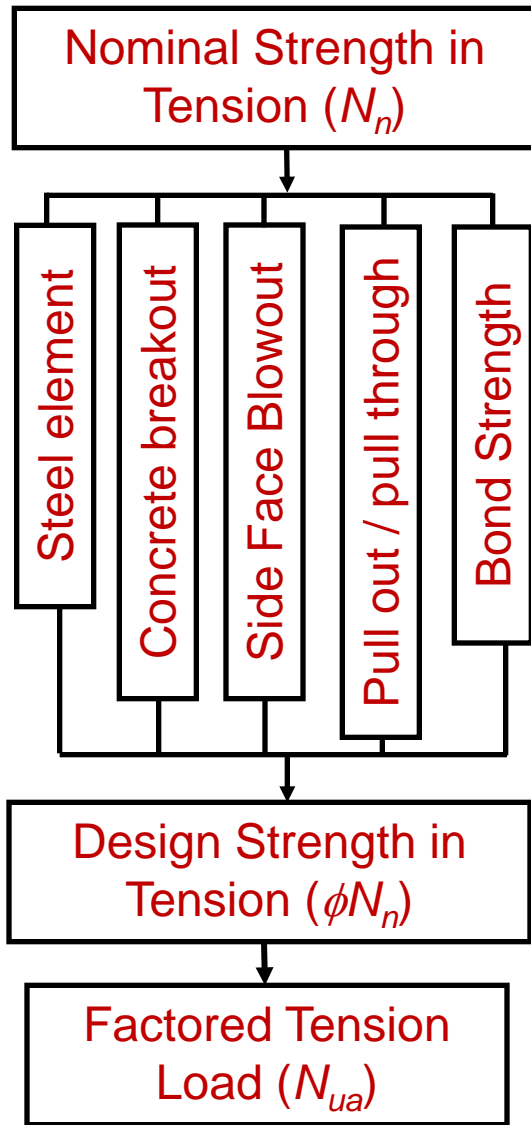 Nominal Strength in
Tension (Nn)
Steel element
Concrete breakout
Side Face Blowout
Pull out / pull through
Bond Strength
Design Strength in
Tension (ϕNn)
Factored Tension
Load (Nua)